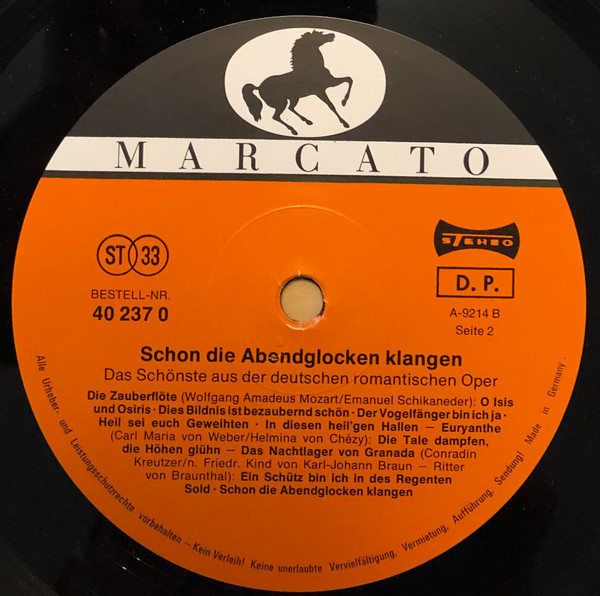 MARCATO
ST 33
STEREO
BESTELL-NR.
40 237 0
D. P.
A-9214 B
Seite 2
Schon die Abendglocken klangen
Das Schönste aus der deutschen romantischen Oper
Die Zauberflöte (Wolfgang Amadeus Mozart/Emanuel Schikaneder): O Isis
und Osiris · Dies Bildnis ist bezaubernd schön · Der Vogelfänger bin ich ja ·
Heil sei euch Geweihten · In diesen heil'gen Hallen – Euryanthe
(Carl Maria von Weber/Helmina von Chézy): Die Tale dampfen,
die Höhen glühn – Das Nachtlager von Granada (Conradin
Kreutzer/n. Friedr. Kind von Karl-Johann Braun – Ritter
von Braunthal): Ein Schütz bin ich in des Regenten
Sold · Schon die Abendglocken klangen
Alle Urheber- und Leistungsschutzrechte vorbehalten – Kein Verleih! Keine unerlaubte Vervielfältigung, Vermietung, Aufführung, Sendung! Made in Germany